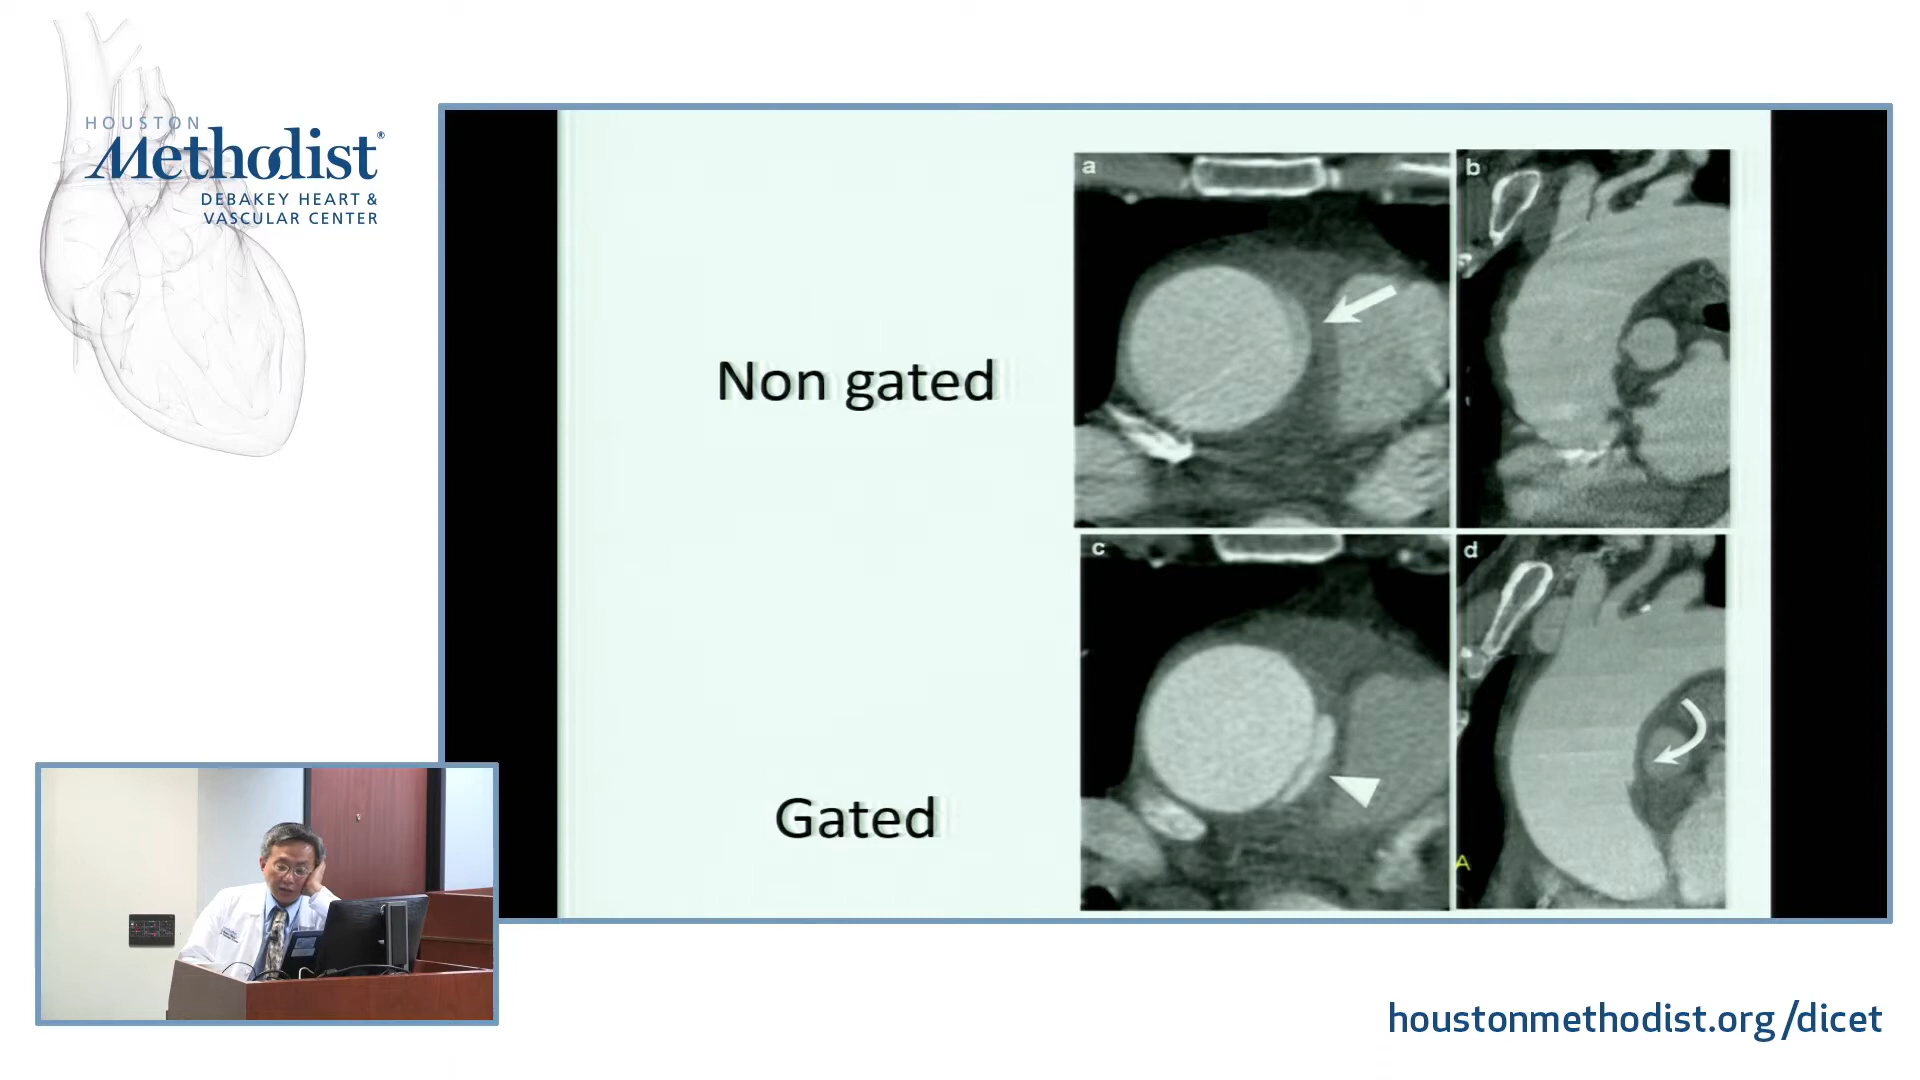 HOUSTON
Methodist®
DEBAKEY HEART &
VASCULAR CENTER
a
b
Non gated
c
d
Gated
A
houstonmethodist.org/dicet